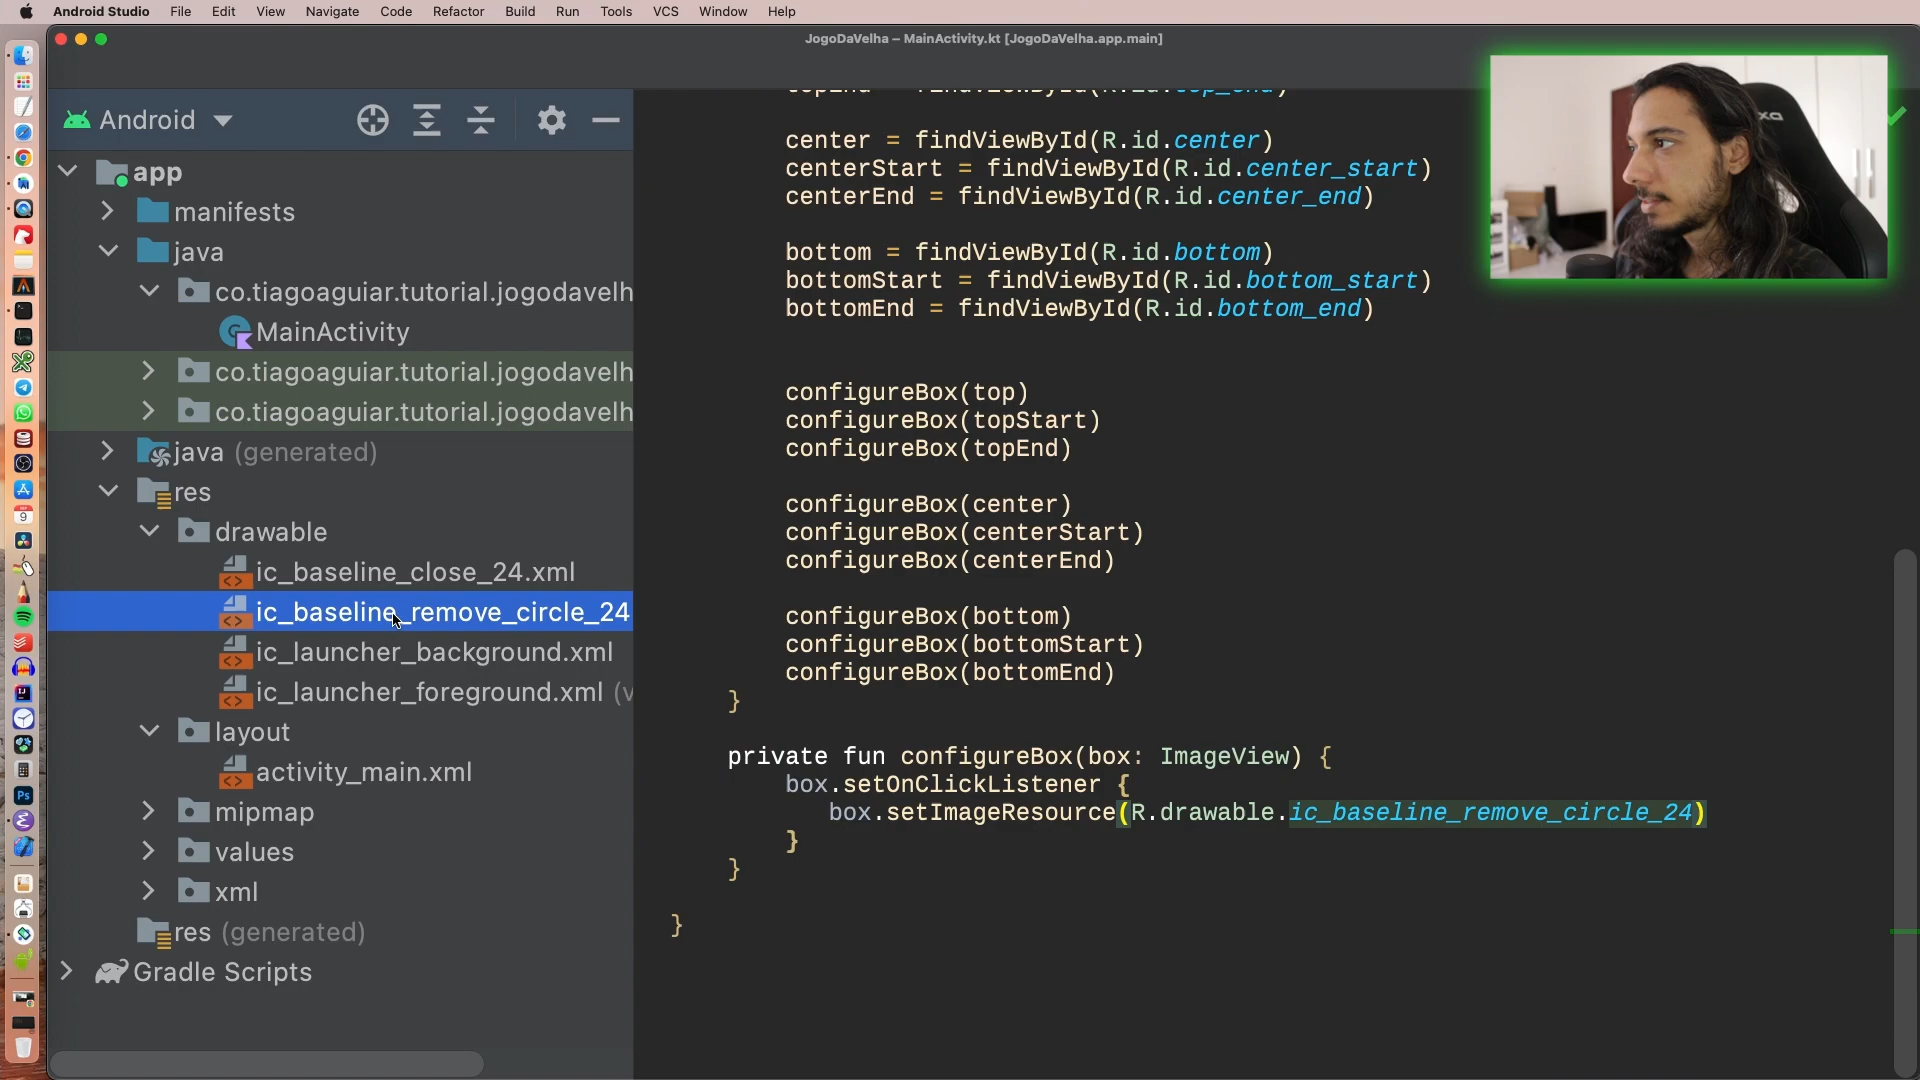 Android Studio File Edit View Navigate Code Refactor Build Run Tools VCS Window Help
JogoDaVelha – MainActivity.kt [JogoDaVelha.app.main]
Android
app
manifests
java
co.tiagoaguiar.tutorial.jogodavelh
MainActivity
co.tiagoaguiar.tutorial.jogodavelh
co.tiagoaguiar.tutorial.jogodavelh
java (generated)
res
drawable
ic_baseline_close_24.xml
ic_baseline_remove_circle_24
ic_launcher_background.xml
ic_launcher_foreground.xml (v
layout
activity_main.xml
mipmap
values
xml
res (generated)
Gradle Scripts
topEnd = findViewById(R.id.top_end)
center = findViewById(R.id.center)
centerStart = findViewById(R.id.center_start)
centerEnd = findViewById(R.id.center_end)
bottom = findViewById(R.id.bottom)
bottomStart = findViewById(R.id.bottom_start)
bottomEnd = findViewById(R.id.bottom_end)
configureBox(top)
configureBox(topStart)
configureBox(topEnd)
configureBox(center)
configureBox(centerStart)
configureBox(centerEnd)
configureBox(bottom)
configureBox(bottomStart)
configureBox(bottomEnd)
}
private fun configureBox(box: ImageView) {
box.setOnClickListener {
box.setImageResource(R.drawable.ic_baseline_remove_circle_24)
}
}
}